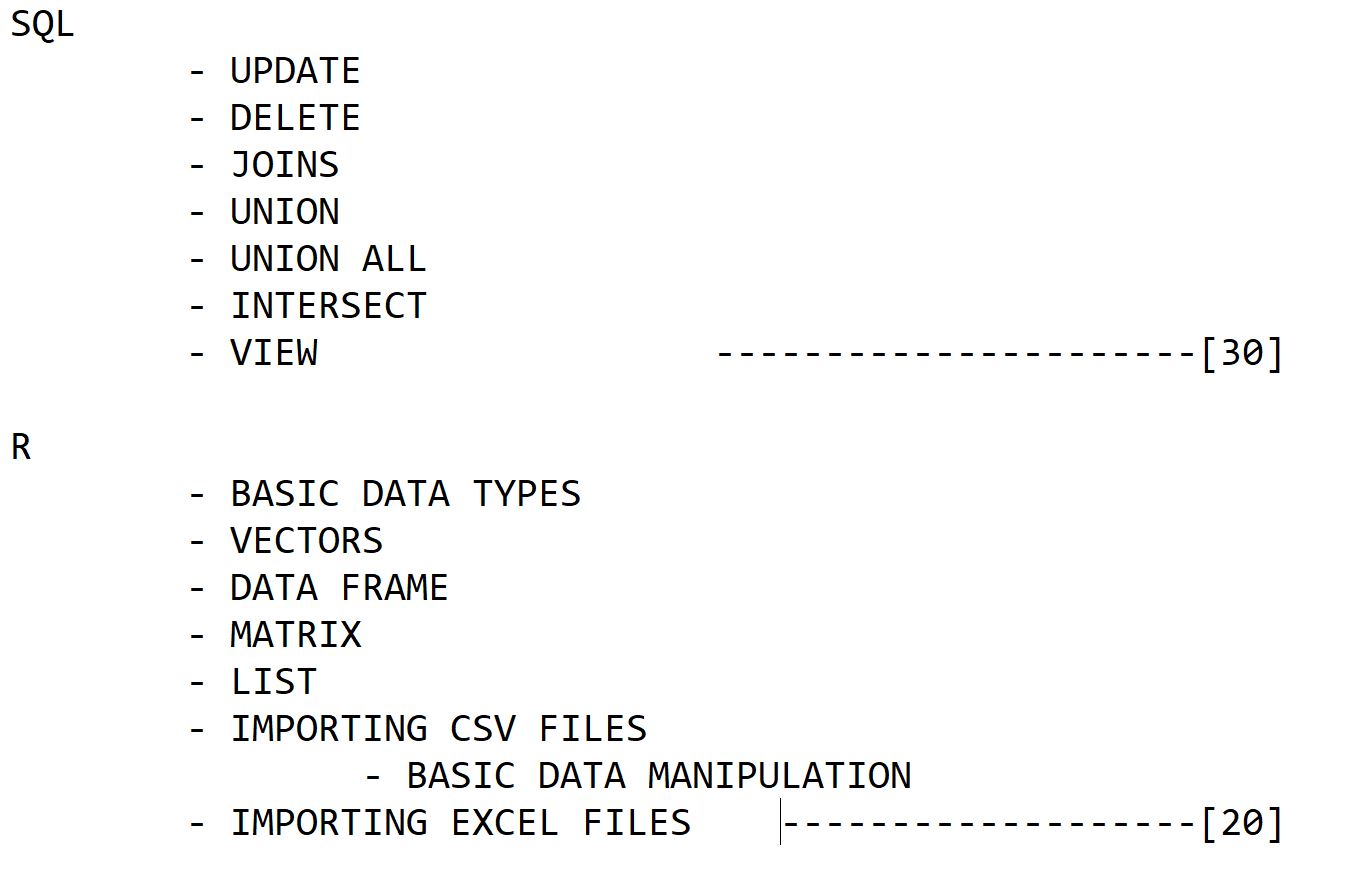 SQL
- UPDATE
- DELETE
- JOINS
- UNION
- UNION ALL
- INTERSECT
- VIEW ----------------------[30]
R
- BASIC DATA TYPES
- VECTORS
- DATA FRAME
- MATRIX
- LIST
- IMPORTING CSV FILES
- BASIC DATA MANIPULATION
- IMPORTING EXCEL FILES -------------------[20]